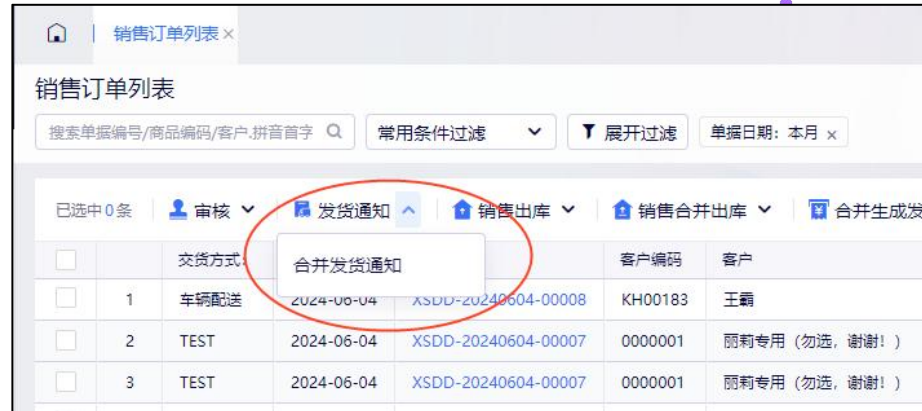 销售订单列表 ×
销售订单列表
搜索单据编号/商品编码/客户.拼音首字 常用条件过滤 展开过滤 单据日期：本月 ×
已选中0条 审核 发货通知 销售出库 销售合并出库 合并生成发
交货方式 客户编码 客户
合并发货通知
1 车辆配送 2024-06-04 XSDD-20240604-00008 KH00183 王霸
2 TEST 2024-06-04 XSDD-20240604-00007 0000001 丽莉专用（勿选，谢谢！）
3 TEST 2024-06-04 XSDD-20240604-00007 0000001 丽莉专用（勿选，谢谢！）